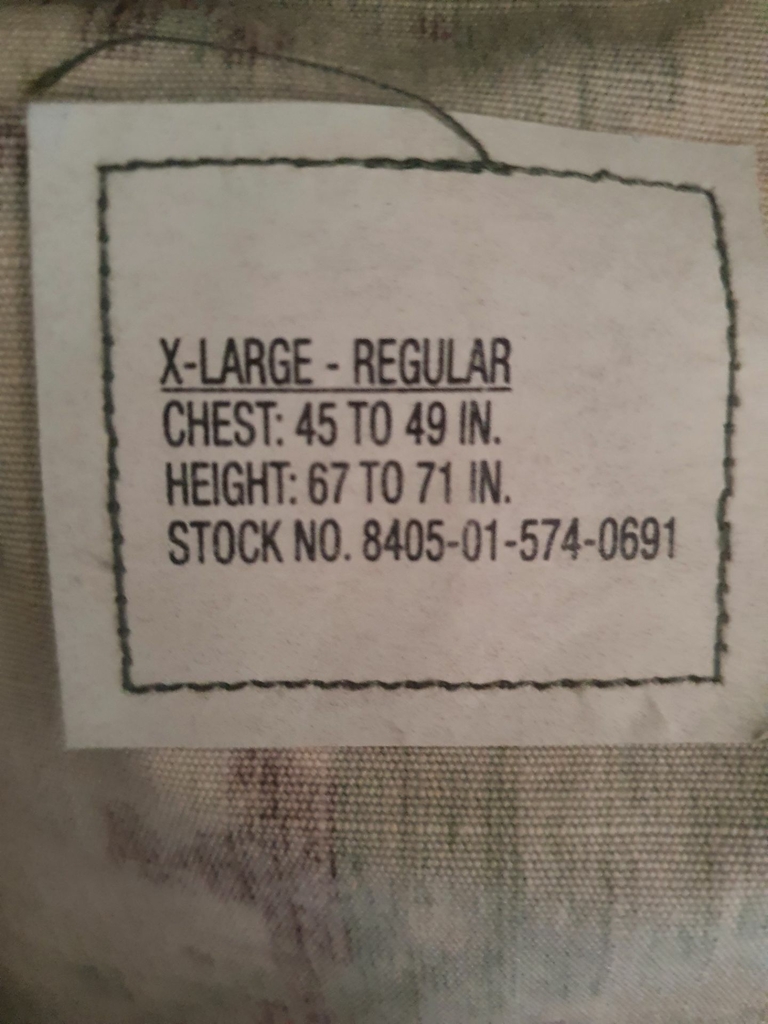 X-LARGE - REGULAR
CHEST: 45 TO 49 IN.
HEIGHT: 67 TO 71 IN.
STOCK NO. 8405-01-574-0691